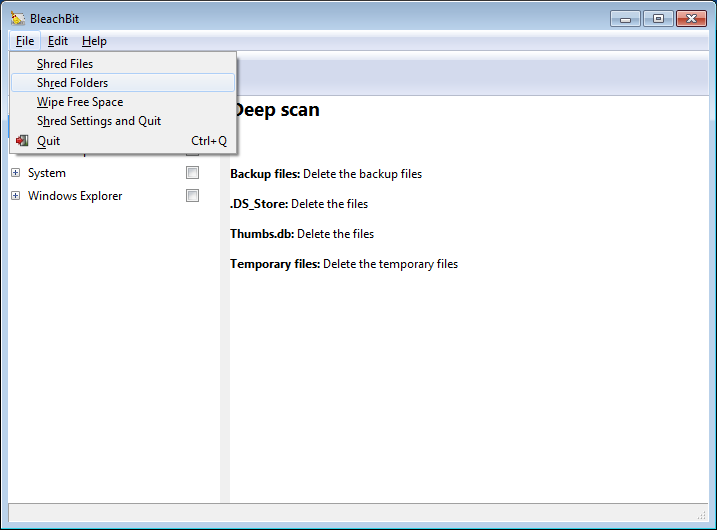 BleachBit
File Edit Help
Shred Files
Shred Folders
Wipe Free Space
Shred Settings and Quit
Quit Ctrl+Q
System
Windows Explorer
Deep scan
Backup files: Delete the backup files
.DS_Store: Delete the files
Thumbs.db: Delete the files
Temporary files: Delete the temporary files